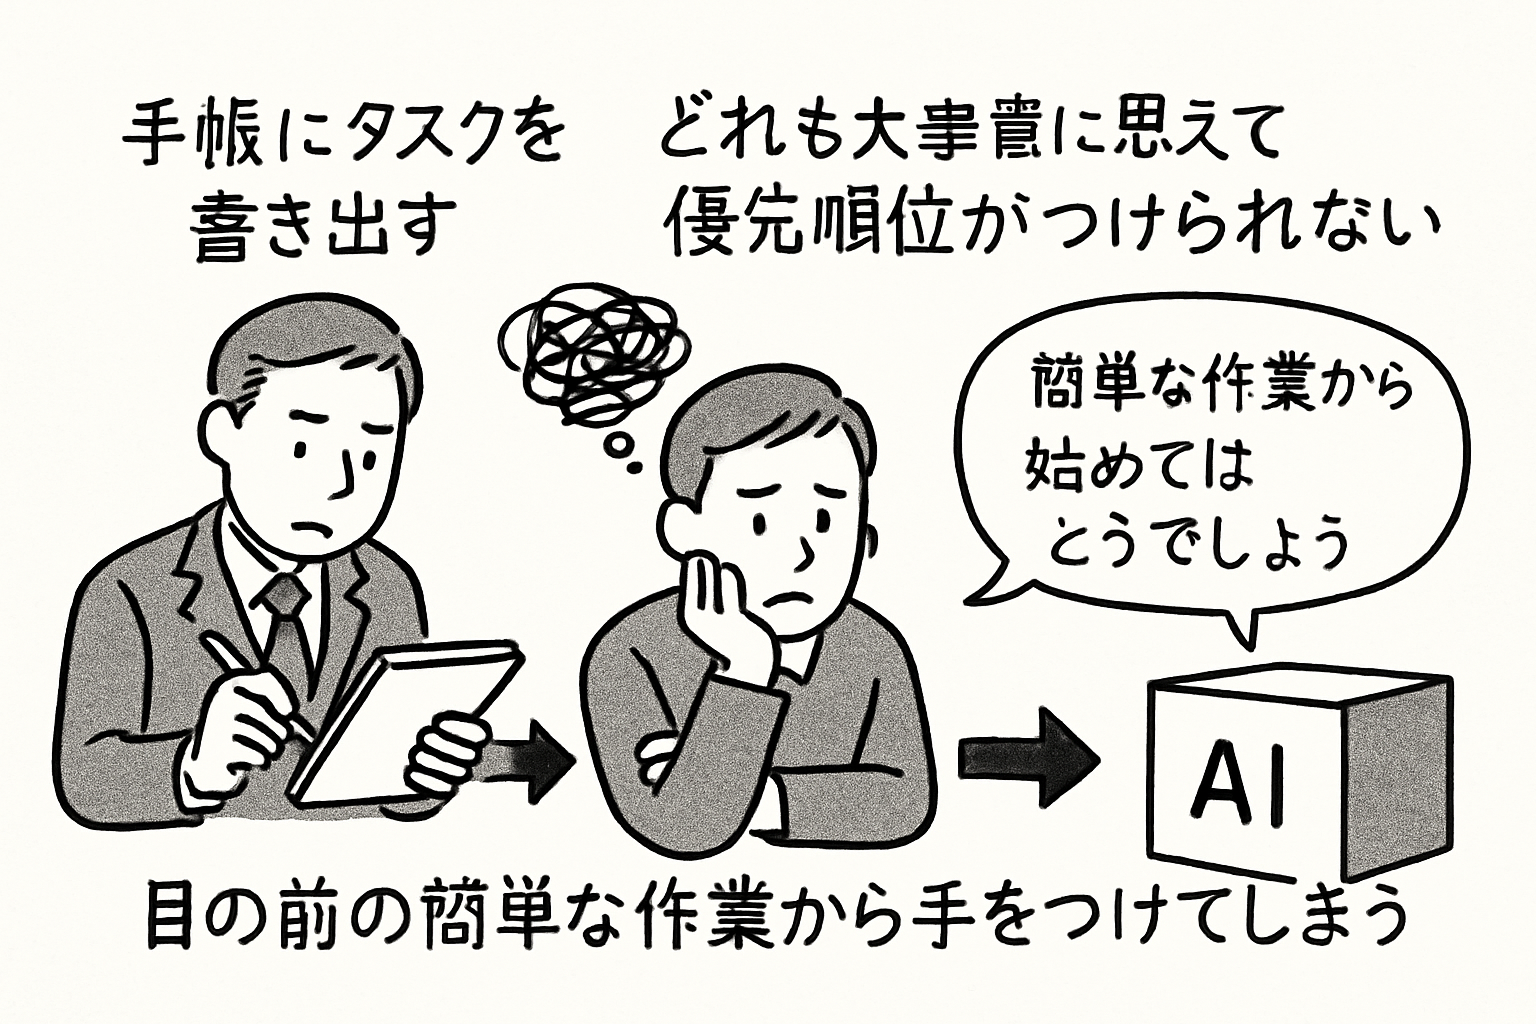 手帳にタスクを
書き出す
どれも大事に思えて
優先順位がつけられない
簡単な作業から
始めては
とうでしょう
AI
目の前の簡単な作業から手をつけてしまう